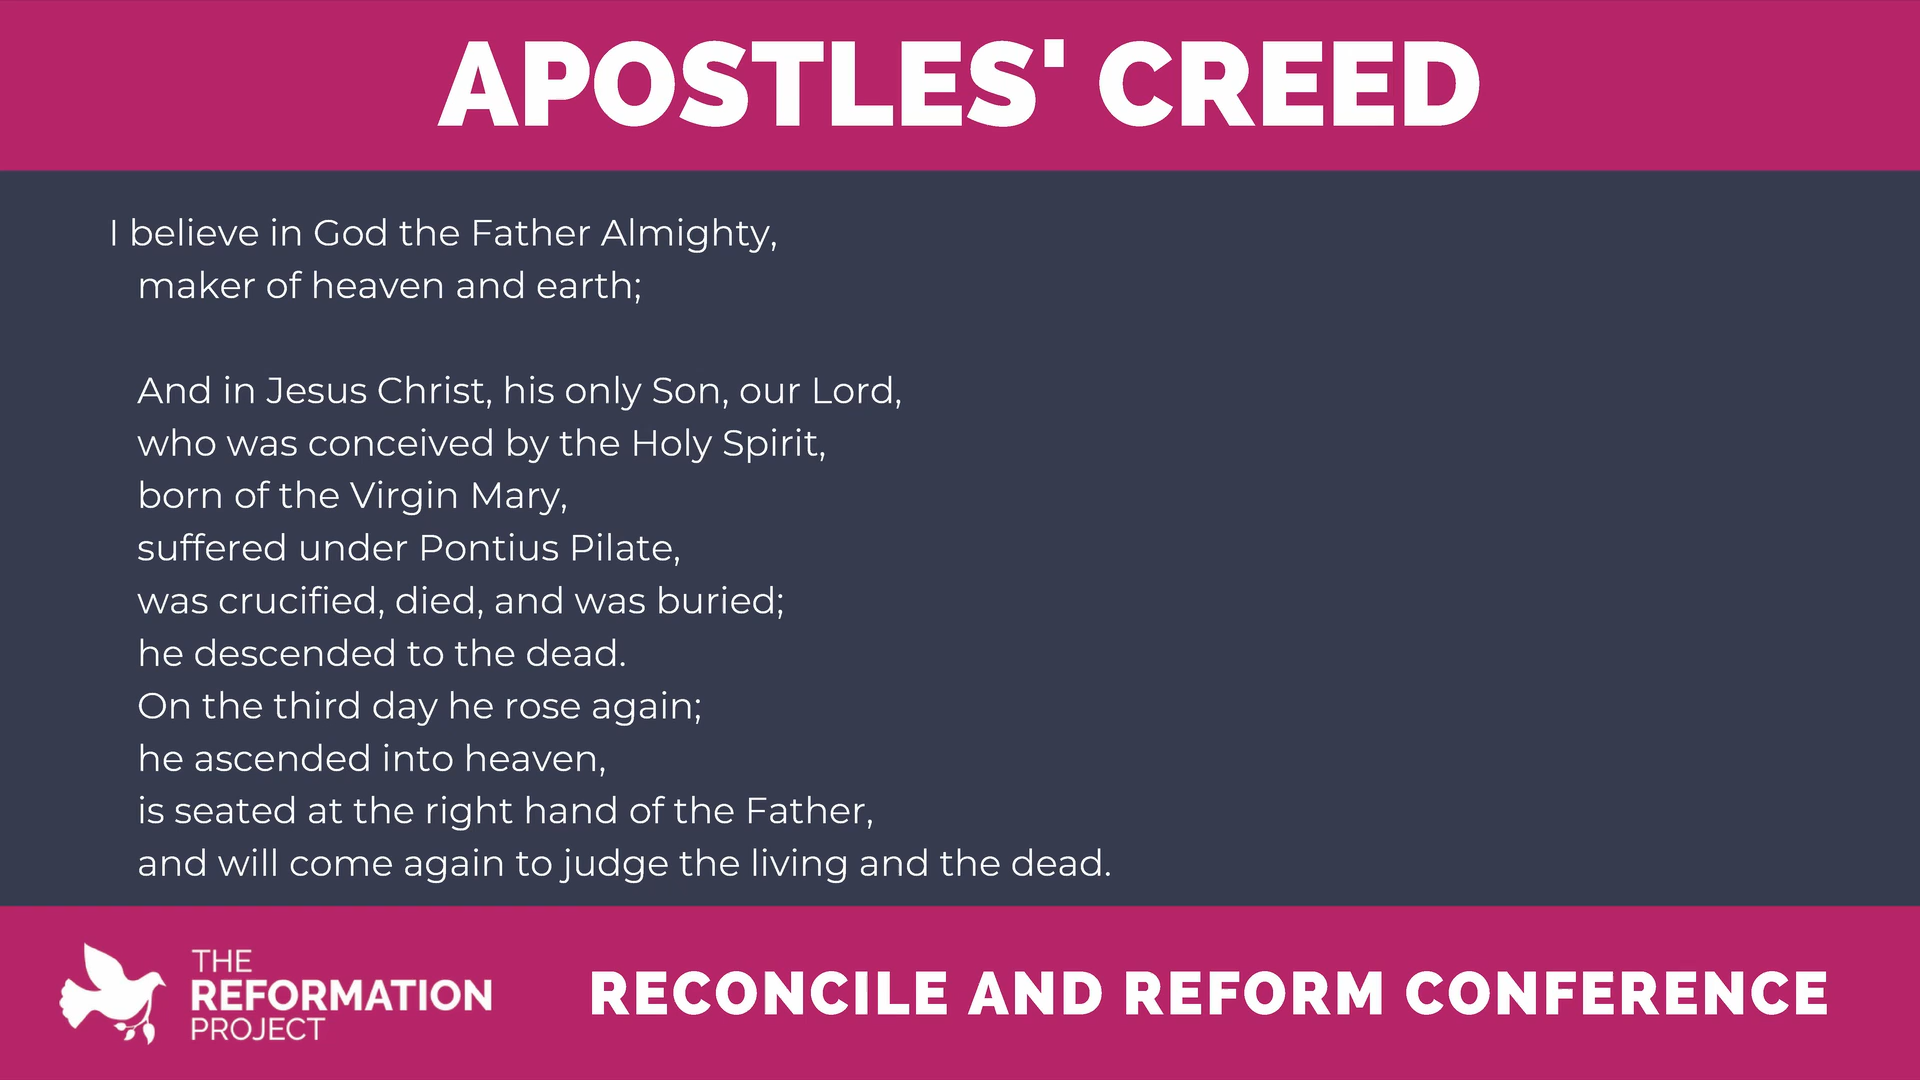 APOSTLES' CREED
I believe in God the Father Almighty,
maker of heaven and earth;
And in Jesus Christ, his only Son, our Lord,
who was conceived by the Holy Spirit,
born of the Virgin Mary,
suffered under Pontius Pilate,
was crucified, died, and was buried;
he descended to the dead.
On the third day he rose again;
he ascended into heaven,
is seated at the right hand of the Father,
and will come again to judge the living and the dead.
THE
REFORMATION
PROJECT
RECONCILE AND REFORM CONFERENCE